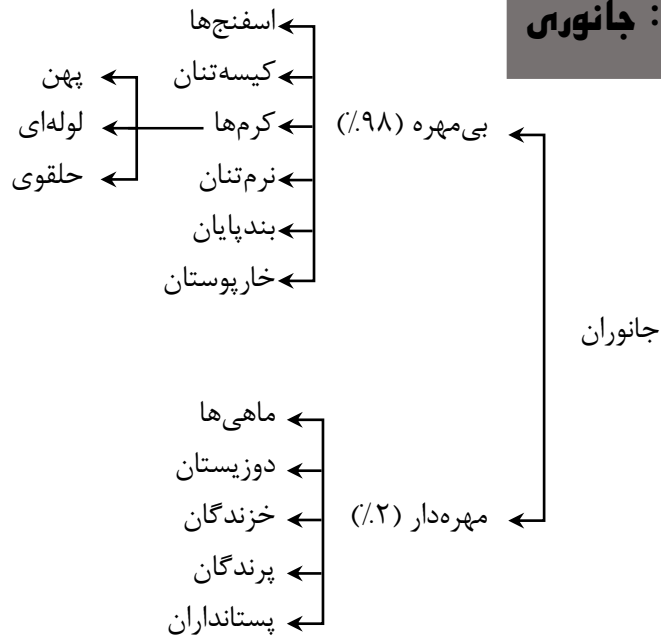 : جانوری
جانوران
بی‌مهره (۹۸٪)
اسفنج‌ها
کیسه‌تنان
کرم‌ها
پهن
لوله‌ای
حلقوی
نرم‌تنان
بندپایان
خارپوستان
مهره‌دار (۲٪)
ماهی‌ها
دوزیستان
خزندگان
پرندگان
پستانداران